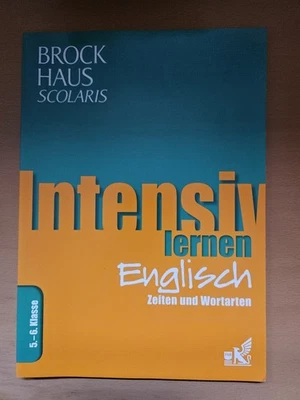 BROCK
HAUS
SCOLARIS
Intensiv
lernen
Englisch
Zeiten und Wortarten
5.–6. Klasse